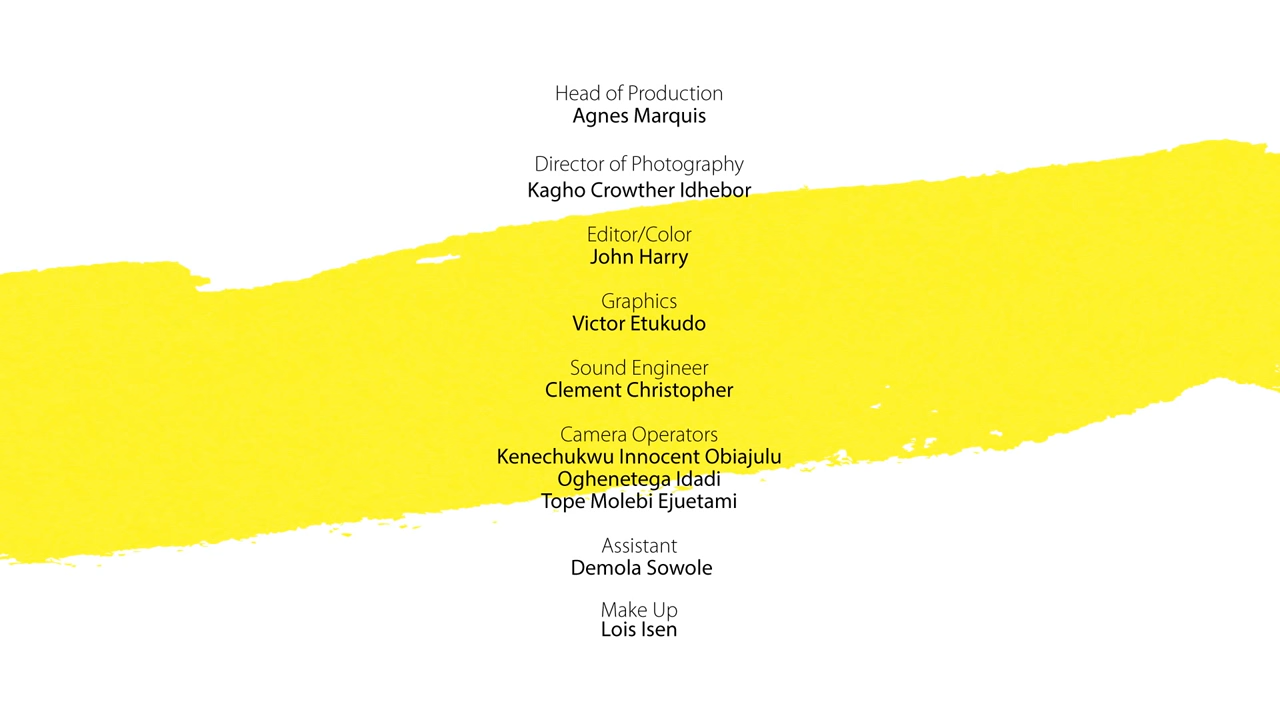 Head of Production
Agnes Marquis
Director of Photography
Kagho Crowther Idhebor
Editor/Color
John Harry
Graphics
Victor Etukudo
Sound Engineer
Clement Christopher
Camera Operators
Kenechukwu Innocent Obiajulu
Oghenetega Idadi
Tope Molebi Ejuetami
Assistant
Demola Sowole
Make Up
Lois Isen